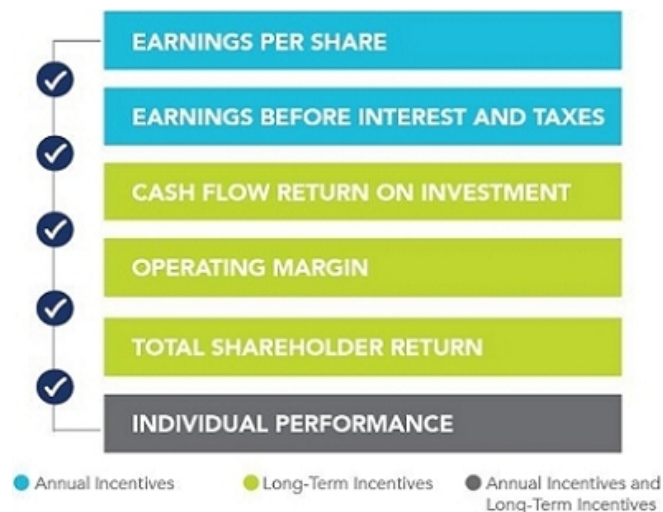 EARNINGS PER SHARE
EARNINGS BEFORE INTEREST AND TAXES
CASH FLOW RETURN ON INVESTMENT
OPERATING MARGIN
TOTAL SHAREHOLDER RETURN
INDIVIDUAL PERFORMANCE
Annual Incentives
Long-Term Incentives
Annual Incentives and
Long-Term Incentives